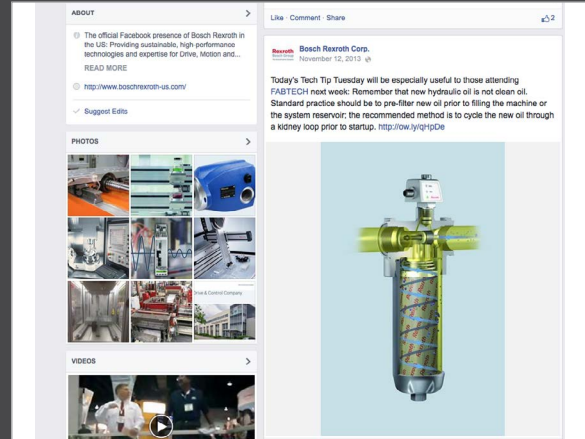 ABOUT
The official Facebook presence of Bosch Rexroth in
the US: Providing sustainable, high-performance
technologies and expertise for Drive, Motion and...
READ MORE
http://www.boschrexroth-us.com/
Suggest Edits
PHOTOS
Drive & Control Company
VIDEOS
Like · Comment · Share
2
Rexroth
Bosch Group
Bosch Rexroth Corp.
November 12, 2013
Today's Tech Tip Tuesday will be especially useful to those attending
FABTECH next week: Remember that new hydraulic oil is not clean oil.
Standard practice should be to pre-filter new oil prior to filling the machine or
the system reservoir; the recommended method is to cycle the new oil through
a kidney loop prior to startup. http://ow.ly/qHpDe